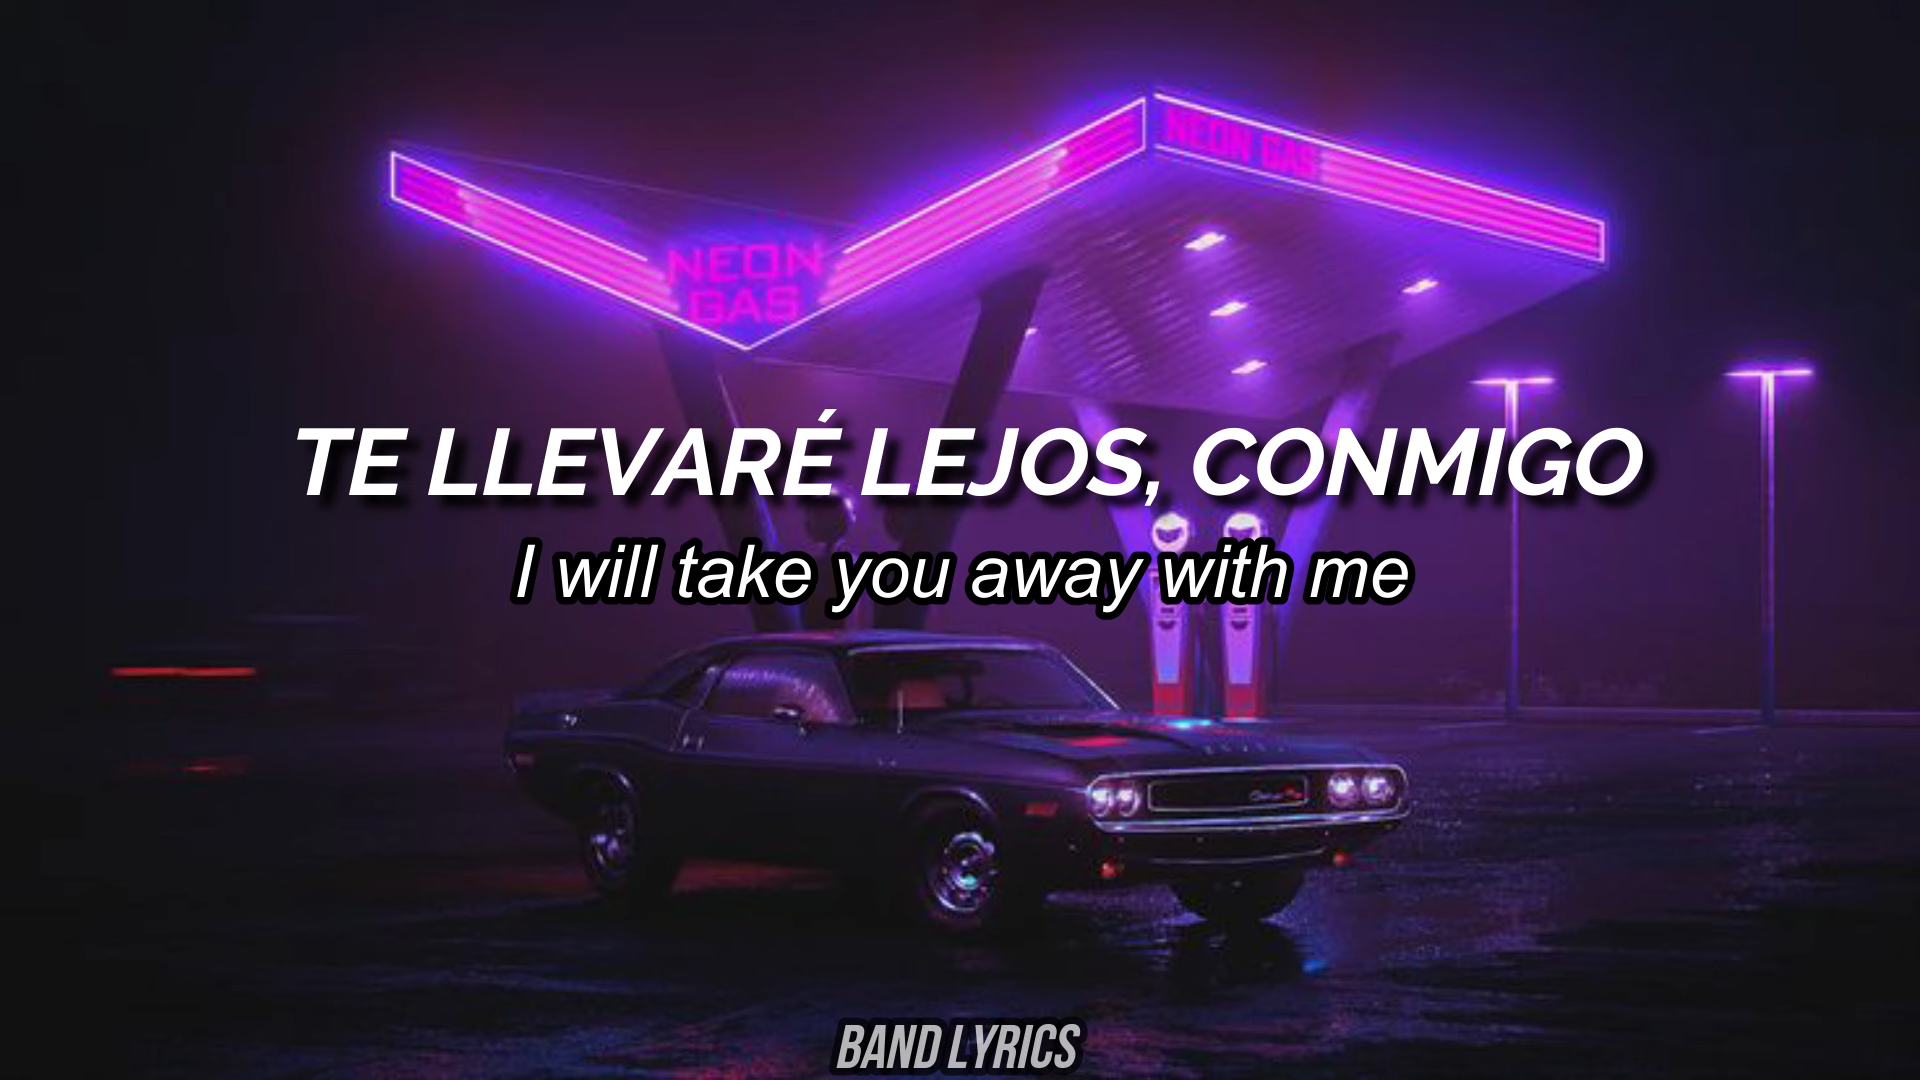 NEON GAS
NEON
GAS
TE LLEVARÉ LEJOS, CONMIGO
I will take you away with me
BAND LYRICS